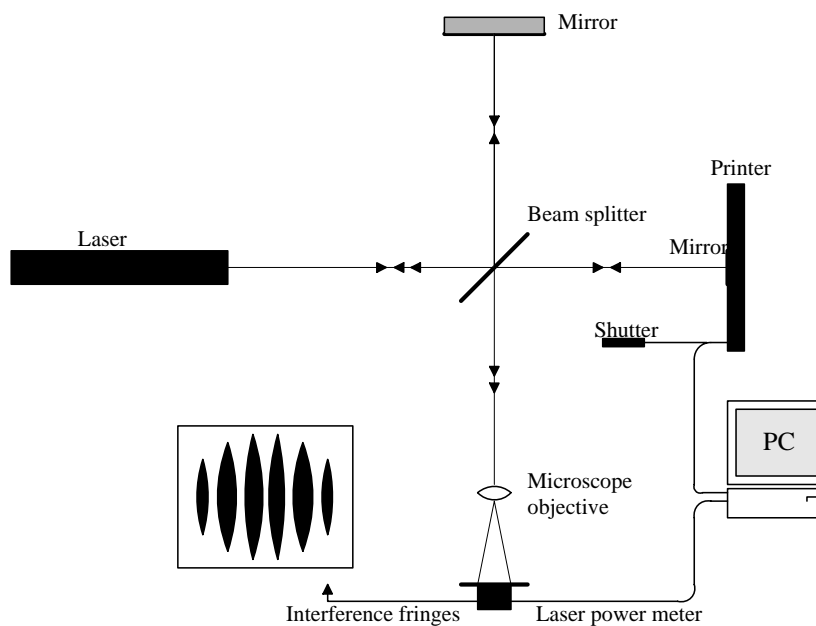 Mirror
Printer
Beam splitter
Laser
Mirror
Shutter
PC
Microscope
objective
Interference fringes
Laser power meter